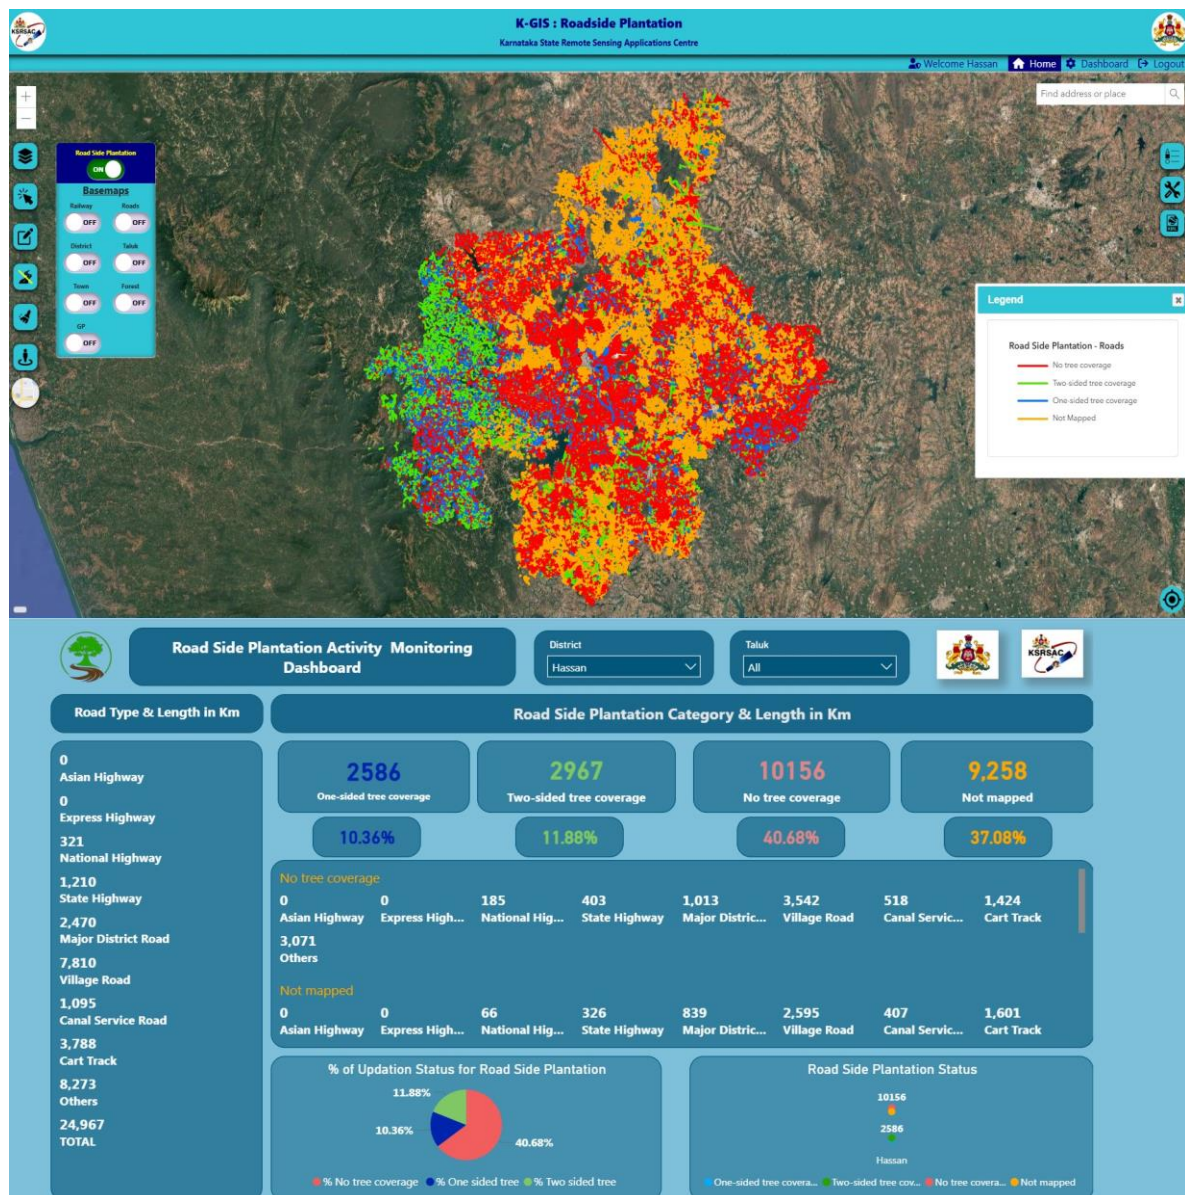 KSRSAC
K-GIS : Roadside Plantation
Karnataka State Remote Sensing Applications Centre
Welcome Hassan Home Dashboard Logout
+
−
Find address or place
Road Side Plantation
ON
Basemaps
Railway Roads
OFF OFF
District Taluk
OFF OFF
Town Forest
OFF OFF
GP
OFF
Legend
Road Side Plantation - Roads
No tree coverage
Two-sided tree coverage
One-sided tree coverage
Not Mapped
Road Side Plantation Activity Monitoring
Dashboard
District
Hassan
Taluk
All
KSRSAC
Road Type & Length in Km
0
Asian Highway
0
Express Highway
321
National Highway
1,210
State Highway
2,470
Major District Road
7,810
Village Road
1,095
Canal Service Road
3,788
Cart Track
8,273
Others
24,967
TOTAL
Road Side Plantation Category & Length in Km
2586 2967 10156 9,258
One-sided tree coverage Two-sided tree coverage No tree coverage Not mapped
10.36% 11.88% 40.68% 37.08%
No tree coverage
0 0 185 403 1,013 3,542 518 1,424
Asian Highway Express High... National Hig... State Highway Major Distric... Village Road Canal Servic... Cart Track
3,071
Others
Not mapped
0 0 66 326 839 2,595 407 1,601
Asian Highway Express High... National Hig... State Highway Major Distric... Village Road Canal Servic... Cart Track
% of Updation Status for Road Side Plantation
11.88%
10.36%
40.68%
% No tree coverage % One sided tree % Two sided tree
Road Side Plantation Status
10156
2586
Hassan
One-sided tree covera... Two-sided tree cov... No tree covera... Not mapped